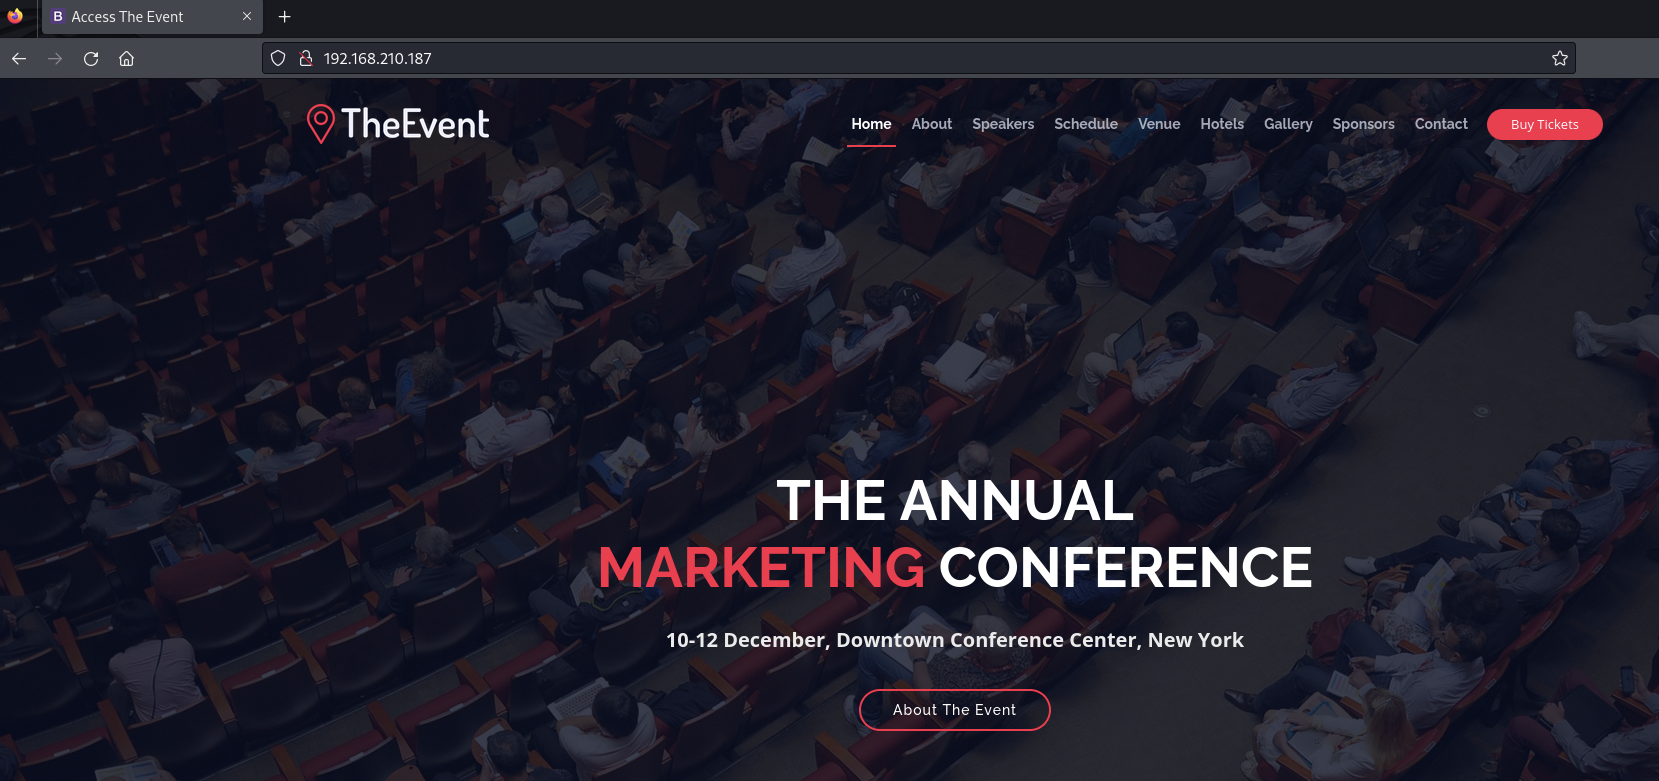 B Access The Event
192.168.210.187
TheEvent
Home About Speakers Schedule Venue Hotels Gallery Sponsors Contact Buy Tickets
THE ANNUAL
MARKETING CONFERENCE
10-12 December, Downtown Conference Center, New York
About The Event